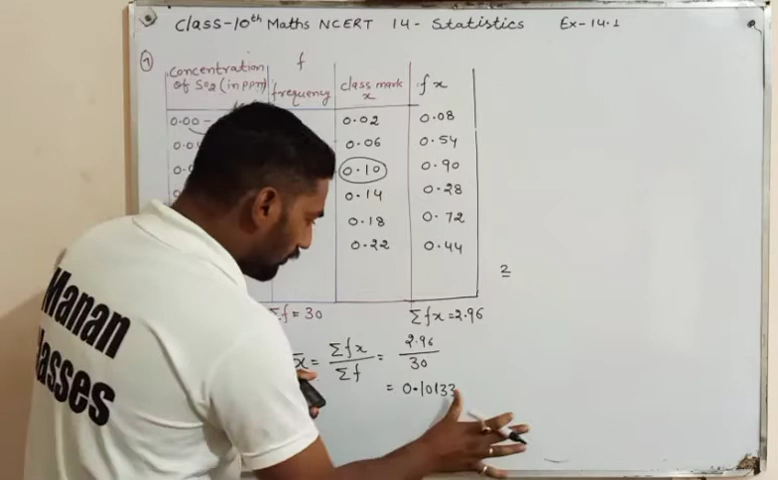 Class-10th Maths NCERT 14- Statistics Ex-14.1
7 Concentration of SO2 (in ppm) f frequency class mark x fx
0.00 - 0.02 0.08
0.06 0.54
0.10 0.90
0.14 0.28
0.18 0.72
0.22 0.44
2
Σf = 30 Σfx = 2.96
x̄ = Σfx / Σf = 2.96 / 30
= 0.10133
Manan
Classes